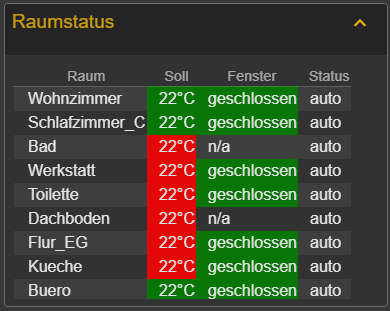 Raumstatus
Raum Soll Fenster Status
Wohnzimmer 22°C geschlossen auto
Schlafzimmer_C 22°C geschlossen auto
Bad 22°C n/a auto
Werkstatt 22°C geschlossen auto
Toilette 22°C geschlossen auto
Dachboden 22°C n/a auto
Flur_EG 22°C geschlossen auto
Kueche 22°C geschlossen auto
Buero 22°C geschlossen auto